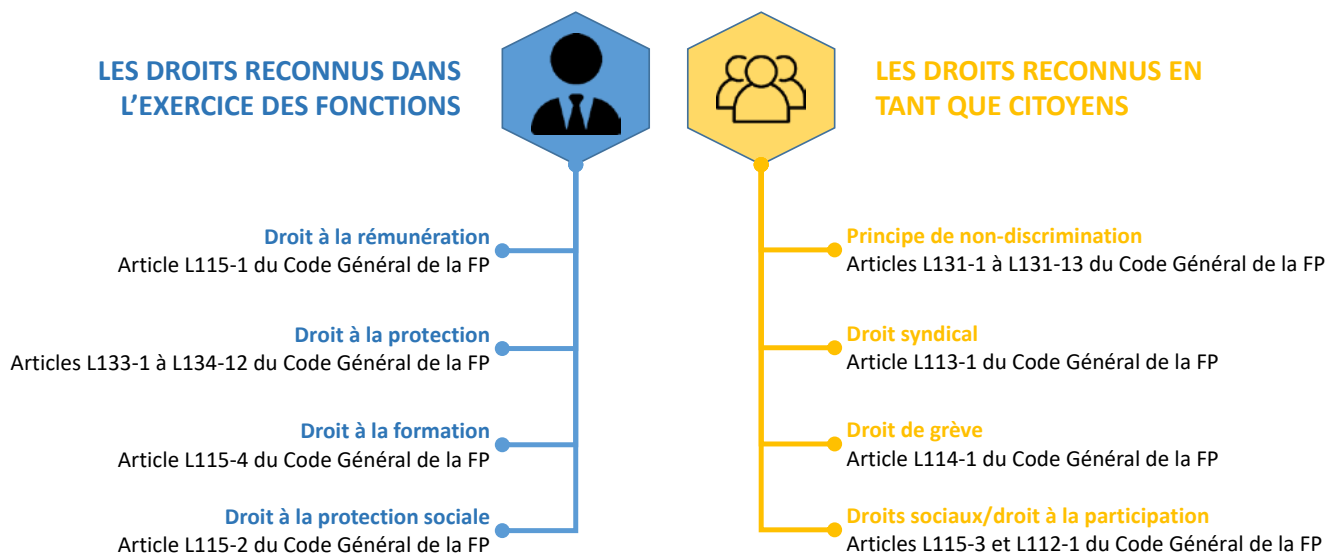 LES DROITS RECONNUS DANS
L’EXERCICE DES FONCTIONS
Droit à la rémunération
Article L115-1 du Code Général de la FP
Droit à la protection
Articles L133-1 à L134-12 du Code Général de la FP
Droit à la formation
Article L115-4 du Code Général de la FP
Droit à la protection sociale
Article L115-2 du Code Général de la FP
LES DROITS RECONNUS EN
TANT QUE CITOYENS
Principe de non-discrimination
Articles L131-1 à L131-13 du Code Général de la FP
Droit syndical
Article L113-1 du Code Général de la FP
Droit de grève
Article L114-1 du Code Général de la FP
Droits sociaux/droit à la participation
Articles L115-3 et L112-1 du Code Général de la FP